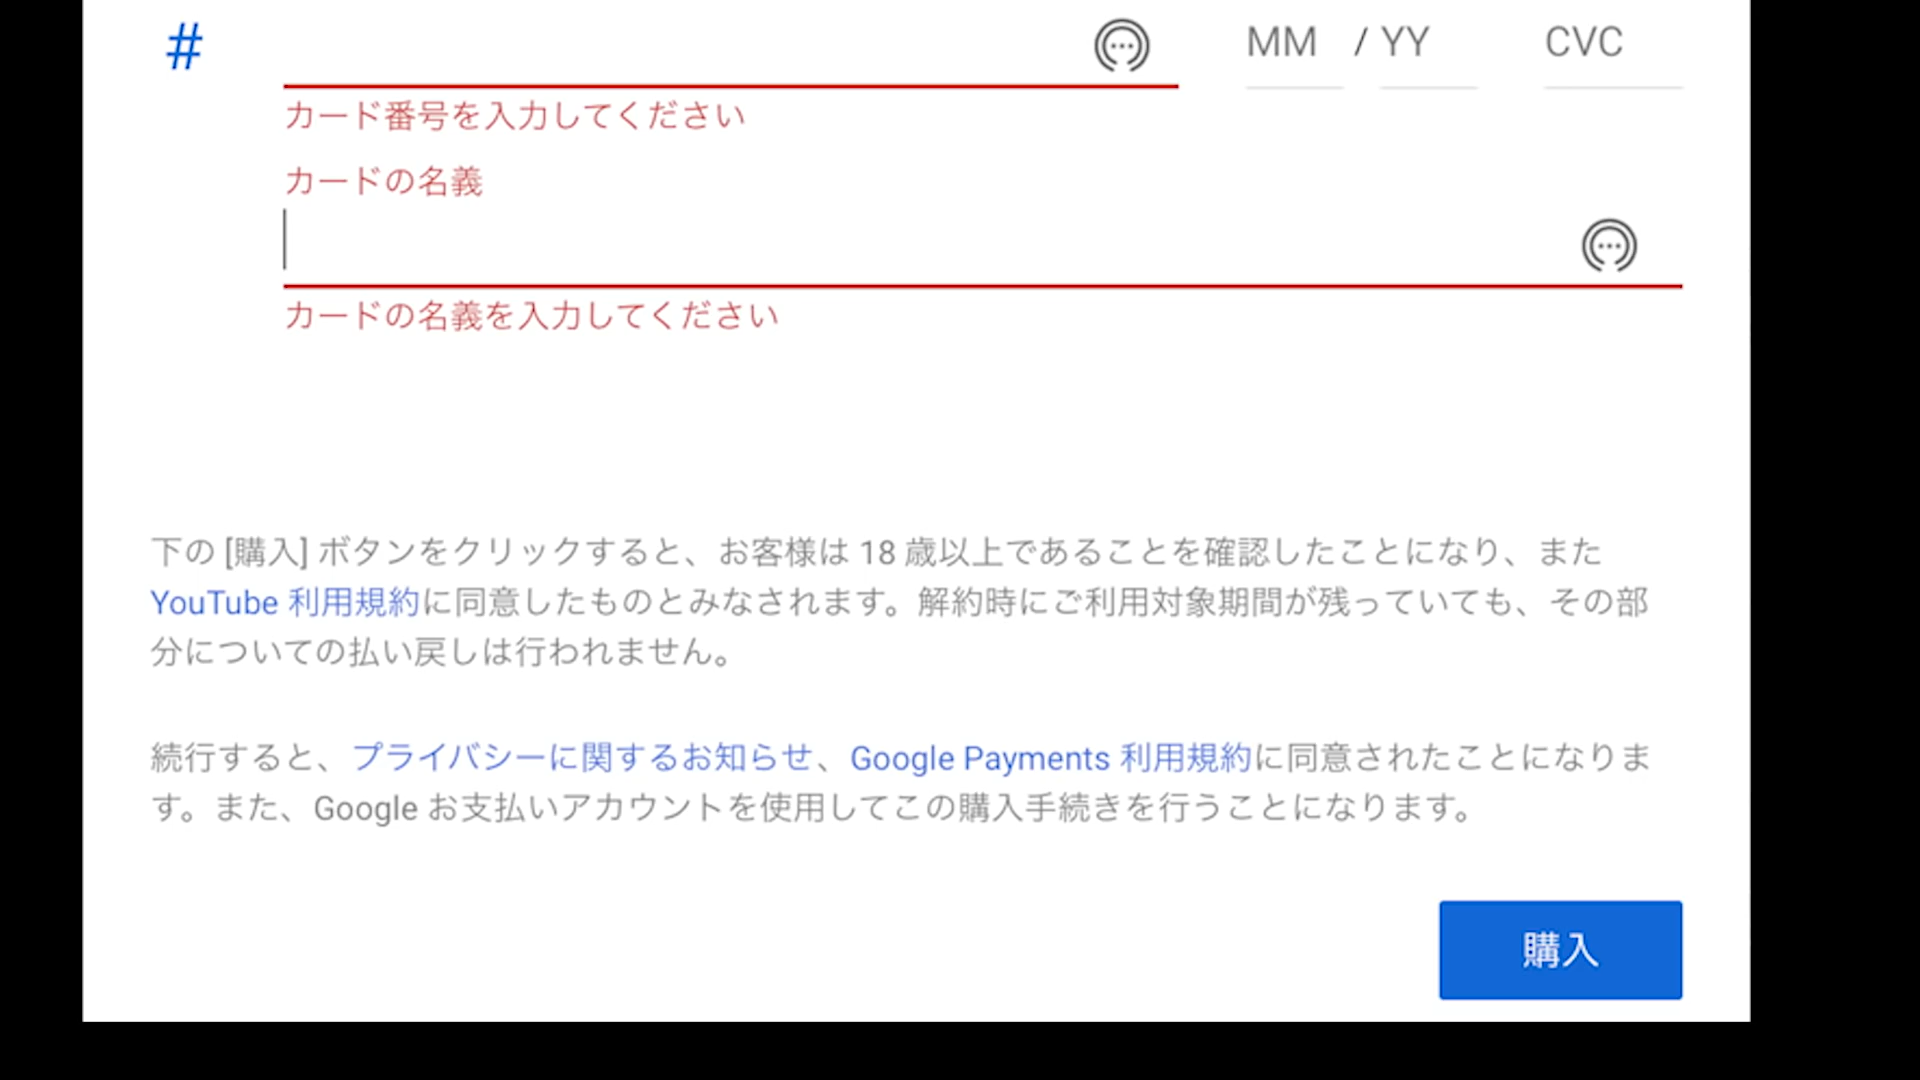 # MM / YY CVC
カード番号を入力してください
カードの名義
カードの名義を入力してください
下の [購入] ボタンをクリックすると、お客様は 18 歳以上であることを確認したことになり、また
YouTube 利用規約に同意したものとみなされます。解約時にご利用対象期間が残っていても、その部
分についての払い戻しは行われません。
続行すると、プライバシーに関するお知らせ、Google Payments 利用規約に同意されたことになりま
す。また、Google お支払いアカウントを使用してこの購入手続きを行うことになります。
購入